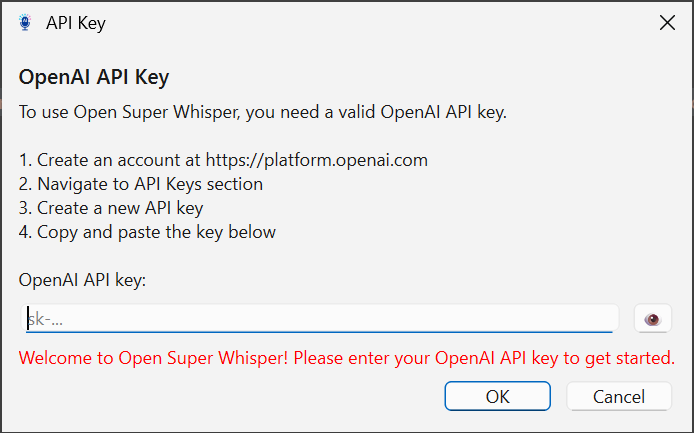 API Key
OpenAI API Key
To use Open Super Whisper, you need a valid OpenAI API key.
1. Create an account at https://platform.openai.com
2. Navigate to API Keys section
3. Create a new API key
4. Copy and paste the key below
OpenAI API key:
sk-...
Welcome to Open Super Whisper! Please enter your OpenAI API key to get started.
OK
Cancel